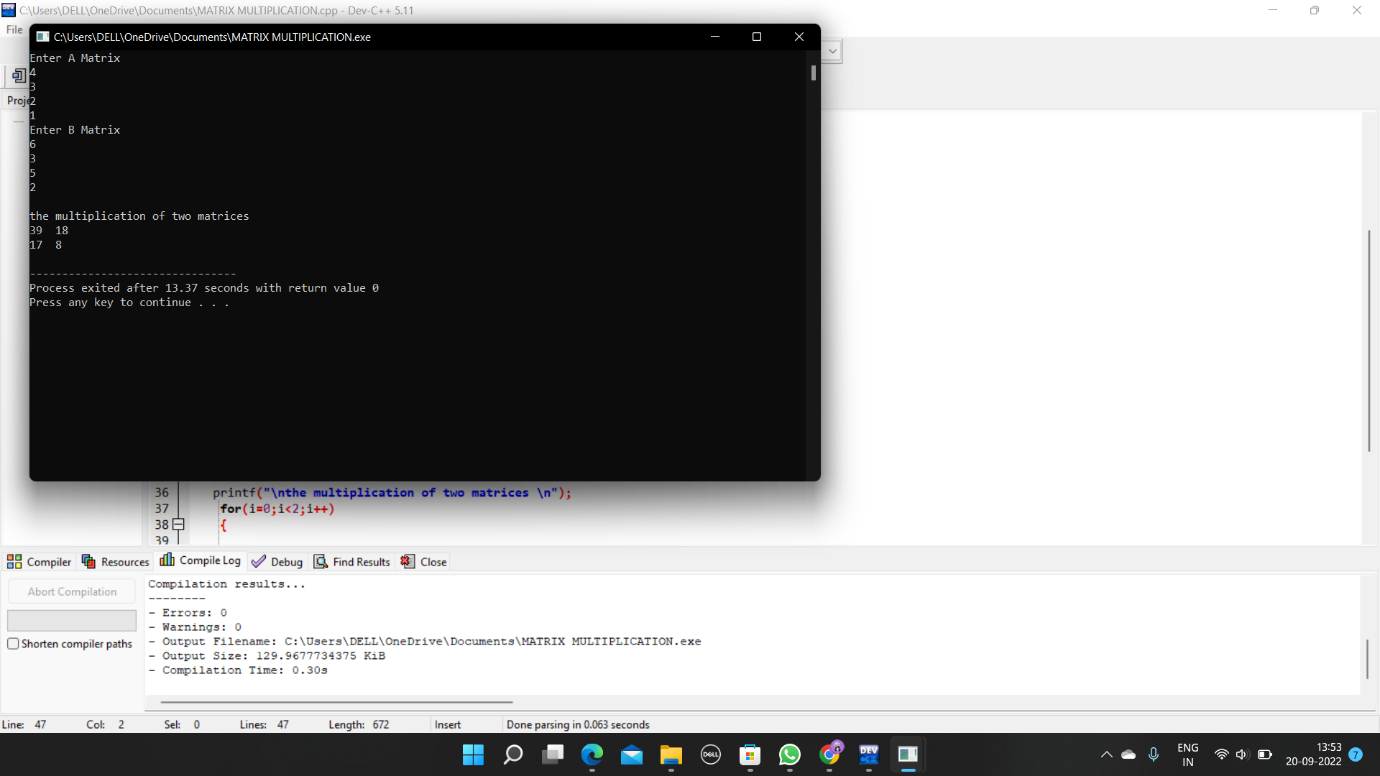 C:\Users\DELL\OneDrive\Documents\MATRIX MULTIPLICATION.cpp - Dev-C++ 5.11
File
C:\Users\DELL\OneDrive\Documents\MATRIX MULTIPLICATION.exe
Enter A Matrix
4
3
2
1
Enter B Matrix
6
3
5
2
the multiplication of two matrices
39 18
17 8
--------------------------------
Process exited after 13.37 seconds with return value 0
Press any key to continue . . .
36 printf("\nthe multiplication of two matrices \n");
37 for(i=0;i<2;i++)
38 {
39
Compiler Resources Compile Log Debug Find Results Close
Abort Compilation
Shorten compiler paths
Compilation results...
--------
- Errors: 0
- Warnings: 0
- Output Filename: C:\Users\DELL\OneDrive\Documents\MATRIX MULTIPLICATION.exe
- Output Size: 129.9677734375 KiB
- Compilation Time: 0.30s
Line: 47 Col: 2 Sel: 0 Lines: 47 Length: 672 Insert Done parsing in 0.063 seconds
DELL
DEV
ENG
IN
13:53
20-09-2022
7